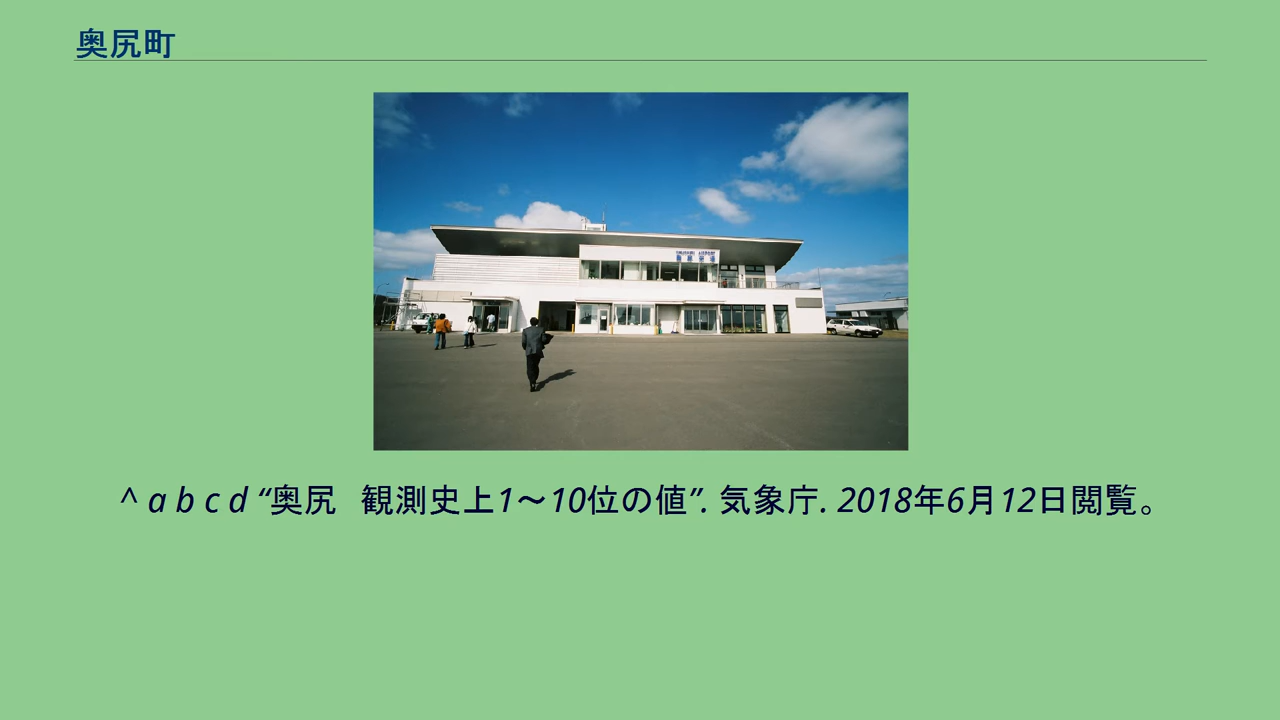 奥尻町
^ a b c d “奥尻 観測史上1〜10位の値”. 気象庁. 2018年6月12日閲覧。